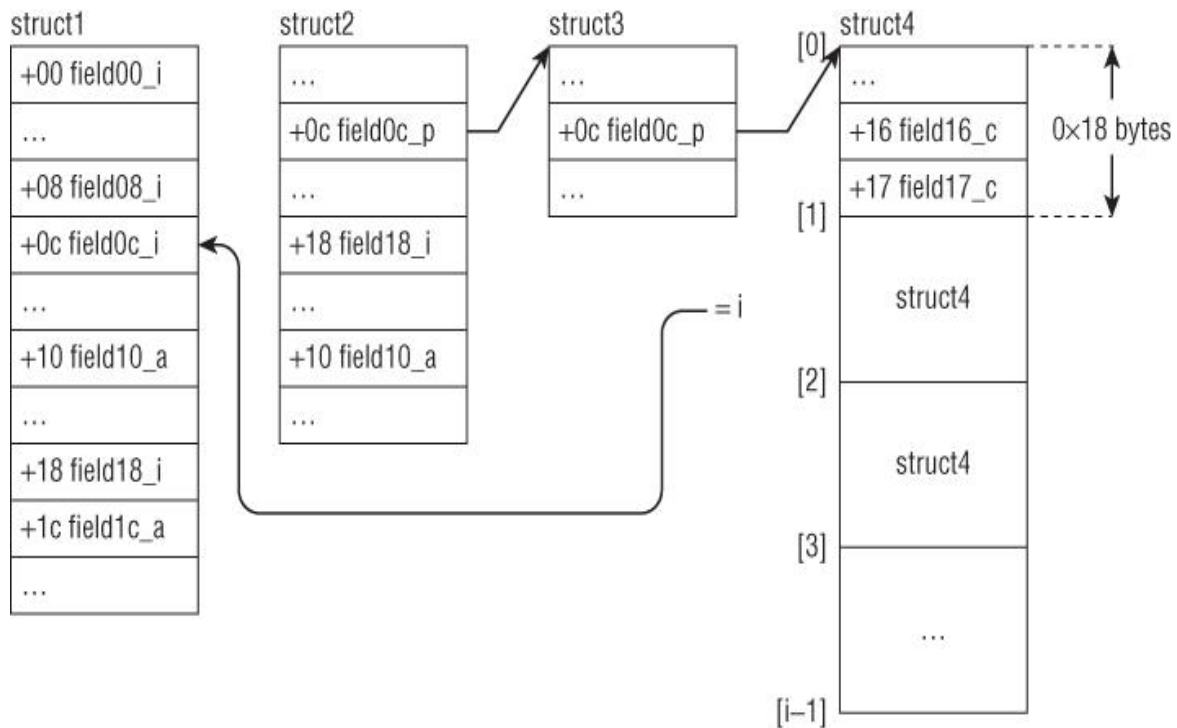 struct1
+00 field00_i
...
+08 field08_i
+0c field0c_i
...
+10 field10_a
...
+18 field18_i
+1c field1c_a
...
struct2
...
+0c field0c_p
...
+18 field18_i
...
+10 field10_a
...
struct3
...
+0c field0c_p
...
= i
struct4
[0]
...
+16 field16_c
+17 field17_c
0×18 bytes
[1]
struct4
[2]
struct4
[3]
...
[i–1]